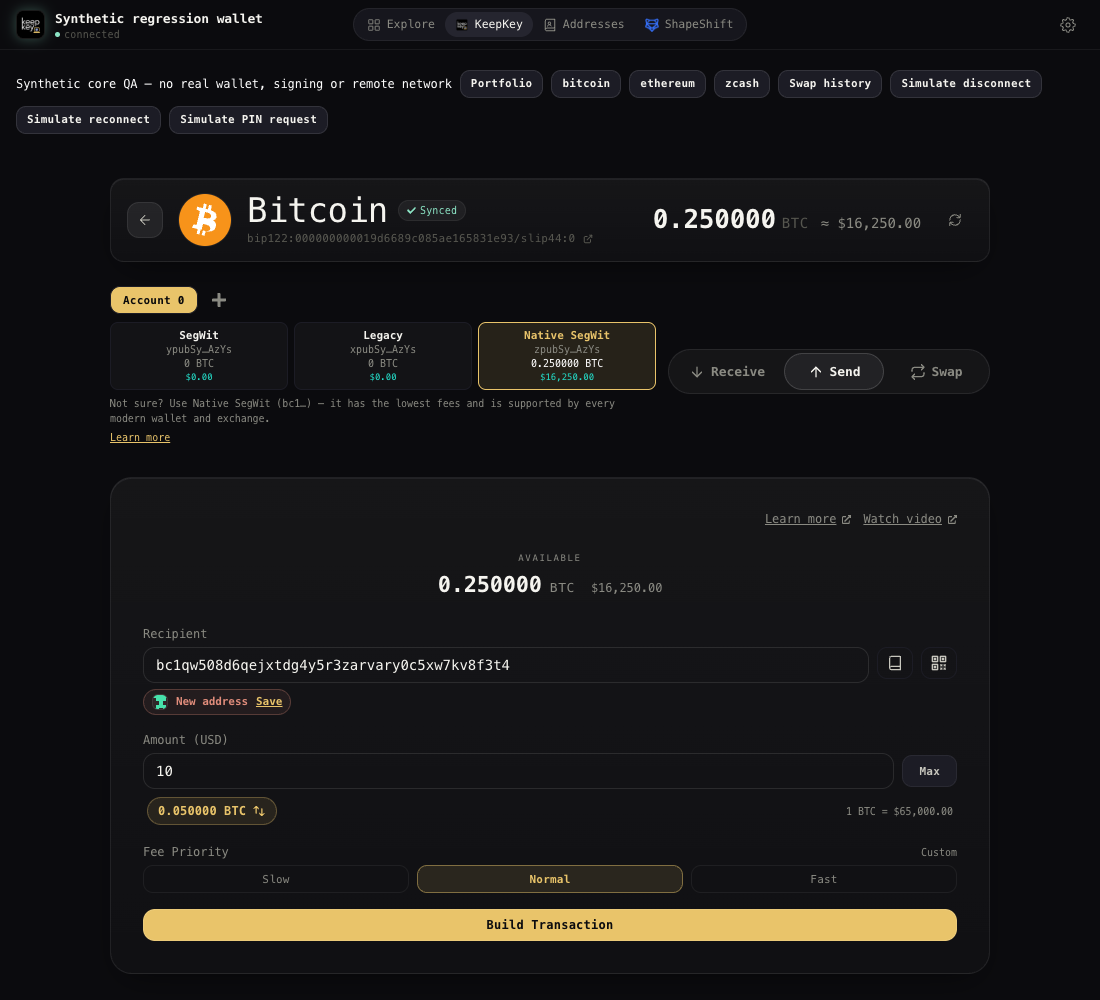 Synthetic regression wallet
connected
Explore
KeepKey
Addresses
ShapeShift
Synthetic core QA — no real wallet, signing or remote network
Portfolio
bitcoin
ethereum
zcash
Swap history
Simulate disconnect
Simulate reconnect
Simulate PIN request
Bitcoin
Synced
bip122:000000000019d6689c085ae165831e93/slip44:0
0.250000 BTC ≈ $16,250.00
Account 0
SegWit
ypubSy…AzYs
0 BTC
$0.00
Legacy
xpubSy…AzYs
0 BTC
$0.00
Native SegWit
zpubSy…AzYs
0.250000 BTC
$16,250.00
Receive
Send
Swap
Not sure? Use Native SegWit (bc1…) — it has the lowest fees and is supported by every
modern wallet and exchange.
Learn more
Learn more
Watch video
AVAILABLE
0.250000 BTC $16,250.00
Recipient
bc1qw508d6qejxtdg4y5r3zarvary0c5xw7kv8f3t4
New address Save
Amount (USD)
10
Max
0.050000 BTC
1 BTC = $65,000.00
Fee Priority
Custom
Slow
Normal
Fast
Build Transaction